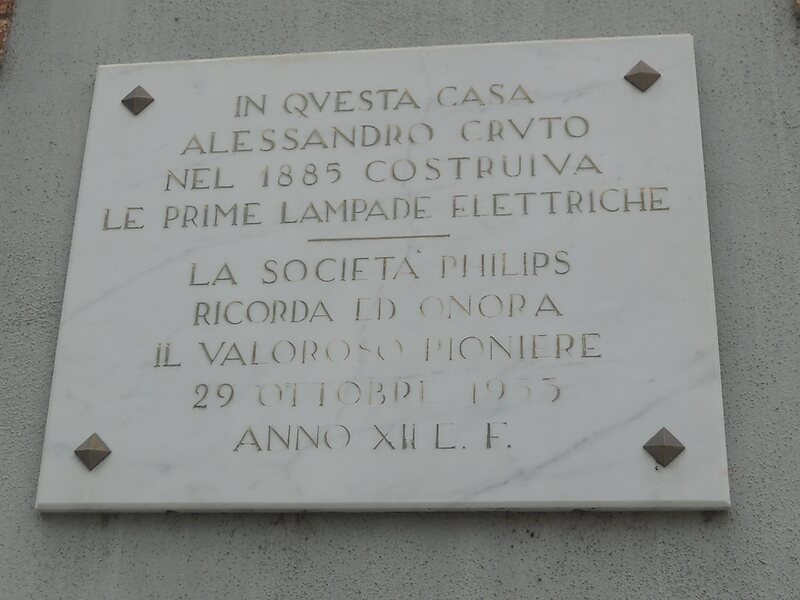 IN QVESTA CASA
ALESSANDRO CRVTO
NEL 1885 COSTRUIVA
LE PRIME LAMPADE ELETTRICHE
LA SOCIETÀ PHILIPS
RICORDA ED ONORA
IL VALOROSO PIONIERE
29 OTTOBRE 1933
ANNO XII E. F.